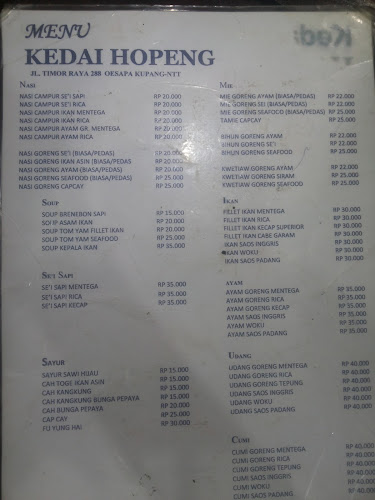 MENU
KEDAI HOPENG
JL. TIMOR RAYA 288 OESAPA KUPANG-NTT
NASI
NASI CAMPUR SE'I SAPI RP 20.000
NASI CAMPUR SE'I RICA RP 20.000
NASI CAMPUR IKAN MENTEGA RP 20.000
NASI CAMPUR IKAN RICA RP 20.000
NASI CAMPUR AYAM GR. MENTEGA RP 20.000
NASI CAMPUR AYAM RICA RP 20.000
NASI GORENG SE'I (BIASA/PEDAS) RP 20.000
NASI GORENG IKAN ASIN (BIASA/PEDAS) RP 20.000
NASI GORENG AYAM (BIASA/PEDAS) RP 20.000
NASI GORENG SEAFOOD (BIASA/PEDAS) RP 25.000
NASI GORENG CAPCAY RP 25.000
SOUP
SOUP BRENEBON SAPI RP 15.000
SOUP ASAM IKAN RP 20.000
SOUP TOM YAM FILLET IKAN RP 20.000
SOUP TOM YAM SEAFOOD RP 25.000
SOUP KEPALA IKAN RP 35.000
SE'I SAPI
SE'I SAPI MENTEGA RP 35.000
SE'I SAPI RICA RP 35.000
SE'I SAPI KECAP RP 35.000
SAYUR
SAYUR SAWI HIJAU RP 15.000
CAH TOGE IKAN ASIN RP 15.000
CAH KANGKUNG RP 15.000
CAH KANGKUNG BUNGA PEPAYA RP 15.000
CAH BUNGA PEPAYA RP 20.000
CAP CAY RP 25.000
FU YUNG HAI RP 30.000
MIE
MIE GORENG AYAM (BIASA/PEDAS) RP 22.000
MIE GORENG SEI (BIASA/PEDAS) RP 22.000
MIE GORENG SEAFOOD (BIASA/PEDAS) RP 25.000
TAMIE CAPCAY RP 25.000
BIHUN GORENG AYAM RP 22.000
BIHUN GORENG SE'I RP 22.000
BIHUN GORENG SEAFOOD RP 35.000
KWETIAW GORENG AYAM RP 22.000
KWETIAW GORENG SIRAM RP 25.000
KWETIAW GORENG SEAFOOD RP 25.000
IKAN
FILLET IKAN MENTEGA RP 30.000
FILLET IKAN RICA RP 30.000
FILLET IKAN KECAP SUPERIOR RP 30.000
FILLET IKAN CABE GARAM RP 30.000
IKAN SAOS INGGRIS RP 30.000
IKAN WOKU RP 30.000
IKAN SAOS PADANG RP 30.000
AYAM
AYAM GORENG MENTEGA RP 35.000
AYAM GORENG RICA RP 35.000
AYAM GORENG KECAP RP 35.000
AYAM SAOS INGGRIS RP 35.000
AYAM WOKU RP 35.000
AYAM SAOS PADANG RP 35.000
UDANG
UDANG GORENG MENTEGA RP 40.000
UDANG GORENG RICA RP 40.000
UDANG GORENG TEPUNG RP 40.000
UDANG SAOS INGGRIS RP 40.000
UDANG WOKU RP 40.000
UDANG SAOS PADANG RP 40.000
CUMI
CUMI GORENG MENTEGA RP 40.000
CUMI GORENG RICA RP 40.000
CUMI GORENG TEPUNG RP 40.000
CUMI SAOS INGGRIS RP 40.000
CUMI WOKU RP 40.000
CUMI SAOS PADANG RP 40.000